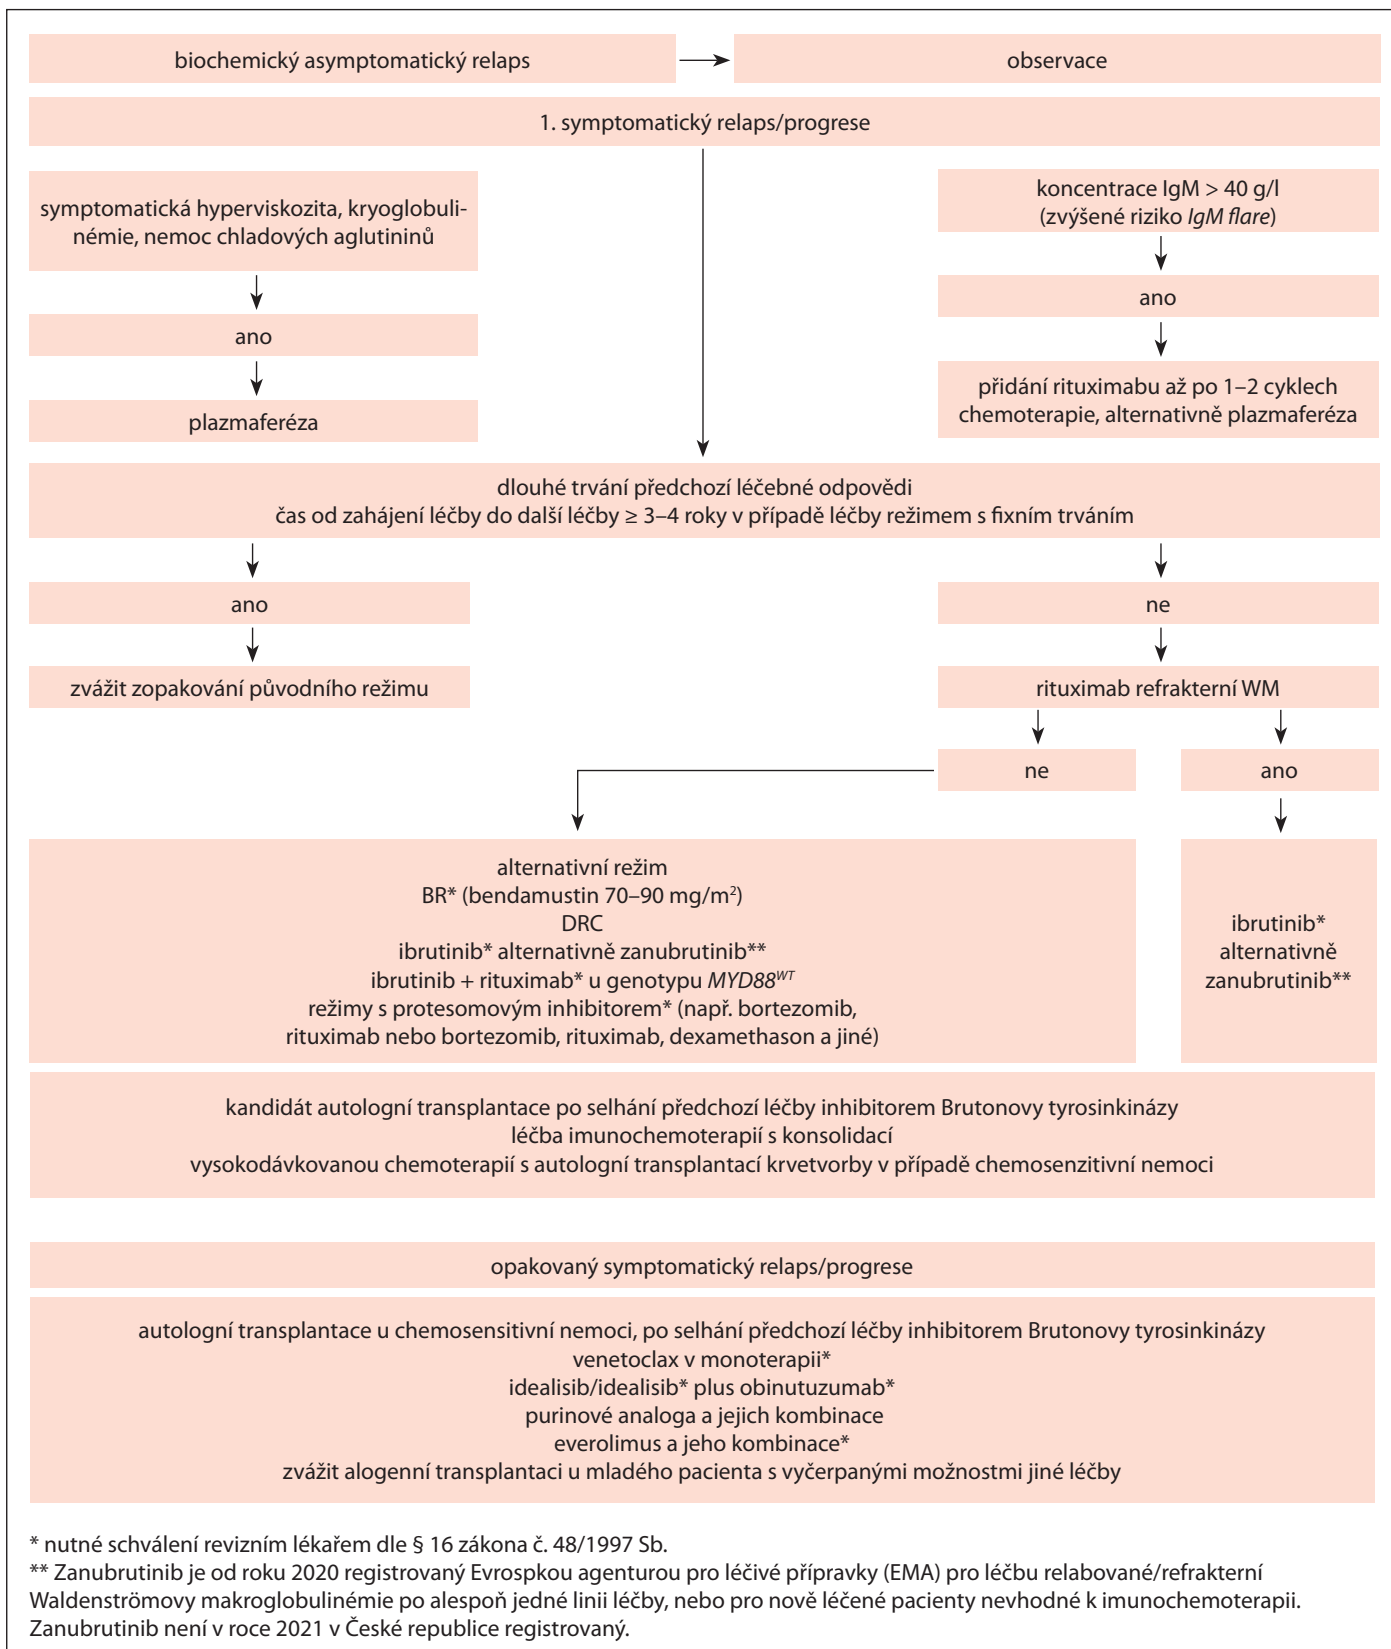 biochemický asymptomatický relaps
observace
1. symptomatický relaps/progrese
symptomatická hyperviskozita, kryoglobuli-
némie, nemoc chladových aglutininů
ano
plazmaferéza
koncentrace IgM > 40 g/l
(zvýšené riziko IgM flare)
ano
přidání rituximabu až po 1–2 cyklech
chemoterapie, alternativně plazmaferéza
dlouhé trvání předchozí léčebné odpovědi
čas od zahájení léčby do další léčby ≥ 3–4 roky v případě léčby režimem s fixním trváním
ano
zvážit zopakování původního režimu
ne
rituximab refrakterní WM
ne
ano
alternativní režim
BR* (bendamustin 70–90 mg/m²)
DRC
ibrutinib* alternativně zanubrutinib**
ibrutinib + rituximab* u genotypu MYD88ᵂᵀ
režimy s protesomovým inhibitorem* (např. bortezomib,
rituximab nebo bortezomib, rituximab, dexamethason a jiné)
ibrutinib*
alternativně
zanubrutinib**
kandidát autologní transplantace po selhání předchozí léčby inhibitorem Brutonovy tyrosinkinázy
léčba imunochemoterapií s konsolidací
vysokodávkovanou chemoterapií s autologní transplantací krvetvorby v případě chemosenzitivní nemoci
opakovaný symptomatický relaps/progrese
autologní transplantace u chemosensitivní nemoci, po selhání předchozí léčby inhibitorem Brutonovy tyrosinkinázy
venetoclax v monoterapii*
idealisib/idealisib* plus obinutuzumab*
purinové analoga a jejich kombinace
everolimus a jeho kombinace*
zvážit alogenní transplantaci u mladého pacienta s vyčerpanými možnostmi jiné léčby
* nutné schválení revizním lékařem dle § 16 zákona č. 48/1997 Sb.
** Zanubrutinib je od roku 2020 registrovaný Evrospkou agenturou pro léčivé přípravky (EMA) pro léčbu relabované/refrakterní
Waldenströmovy makroglobulinémie po alespoň jedné linii léčby, nebo pro nově léčené pacienty nevhodné k imunochemoterapii.
Zanubrutinib není v roce 2021 v České republice registrovaný.